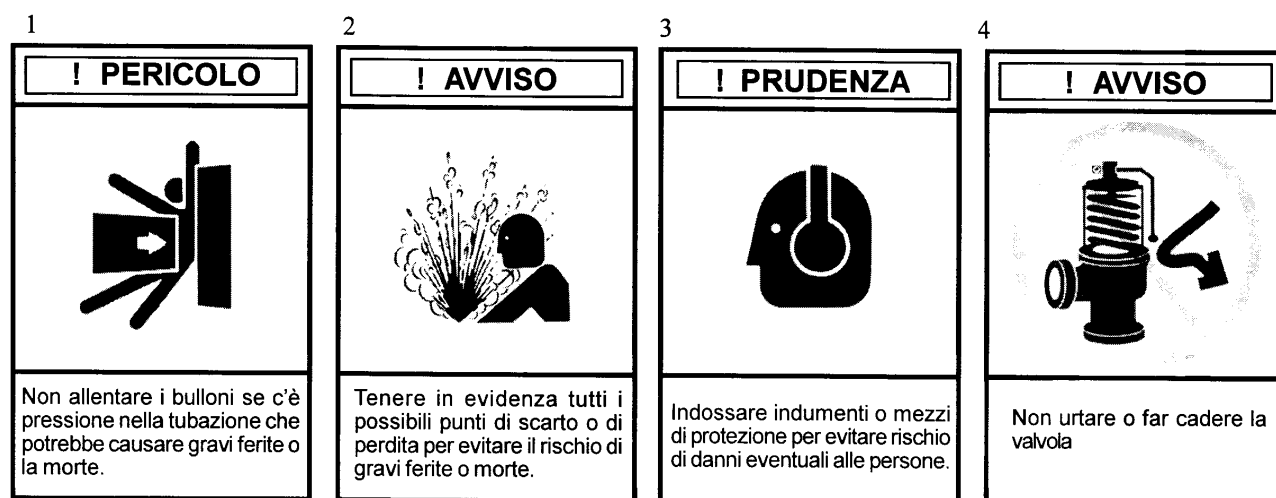 1
! PERICOLO
Non allentare i bulloni se c'è
pressione nella tubazione che
potrebbe causare gravi ferite o
la morte.
2
! AVVISO
Tenere in evidenza tutti i
possibili punti di scarto o di
perdita per evitare il rischio di
gravi ferite o morte.
3
! PRUDENZA
Indossare indumenti o mezzi
di protezione per evitare rischio
di danni eventuali alle persone.
4
! AVVISO
Non urtare o far cadere la
valvola